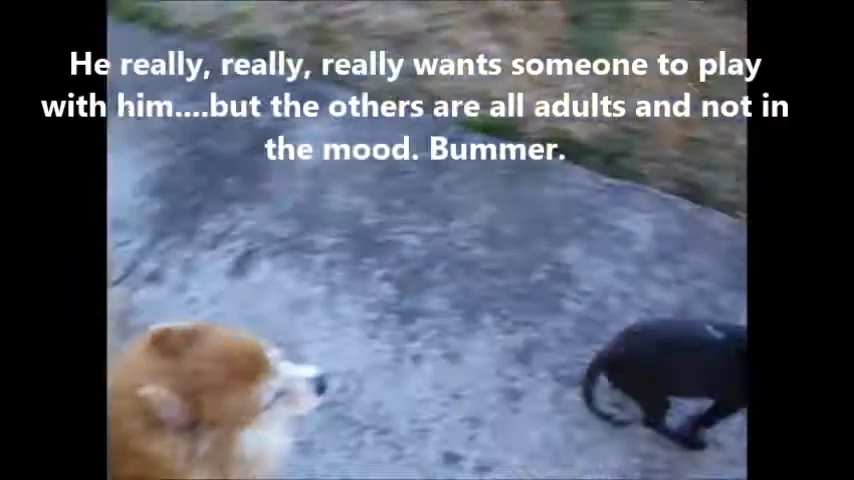 He really, really, really wants someone to play
with him....but the others are all adults and not in
the mood. Bummer.